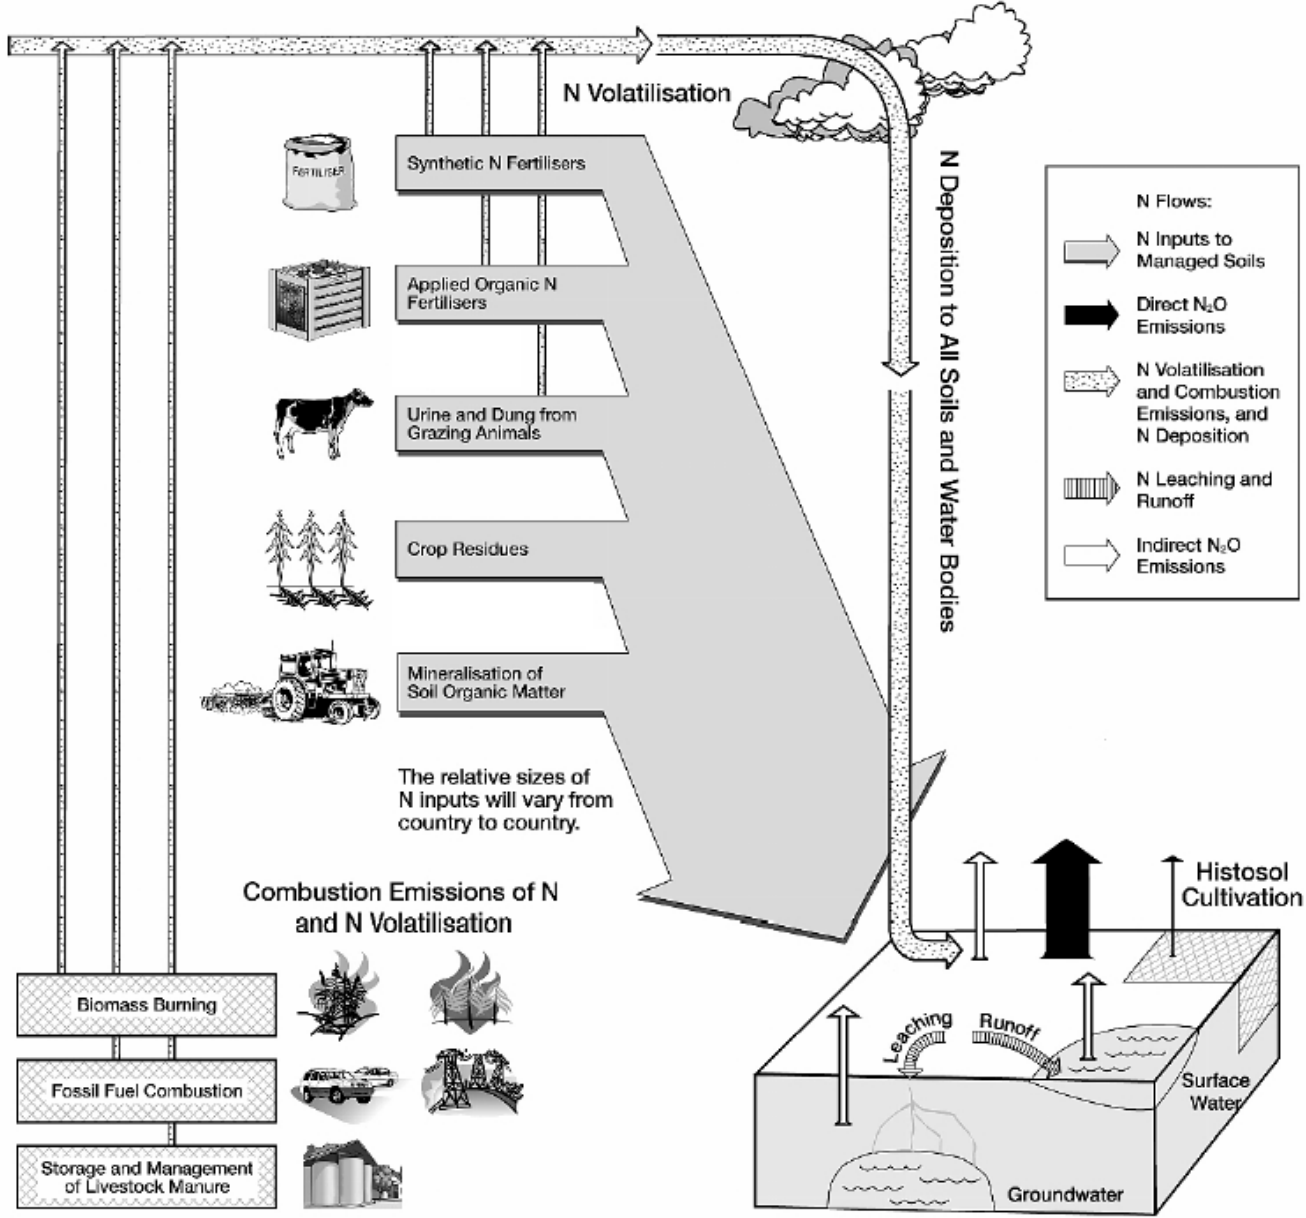 N Volatilisation
FERTILISER
Synthetic N Fertilisers
Applied Organic N
Fertilisers
Urine and Dung from
Grazing Animals
Crop Residues
Mineralisation of
Soil Organic Matter
The relative sizes of
N inputs will vary from
country to country.
N Deposition to All Soils and Water Bodies
N Flows:
N Inputs to
Managed Soils
Direct N₂O
Emissions
N Volatilisation
and Combustion
Emissions, and
N Deposition
N Leaching and
Runoff
Indirect N₂O
Emissions
Combustion Emissions of N
and N Volatilisation
Biomass Burning
Fossil Fuel Combustion
Storage and Management
of Livestock Manure
Histosol
Cultivation
Leaching
Runoff
Surface
Water
Groundwater